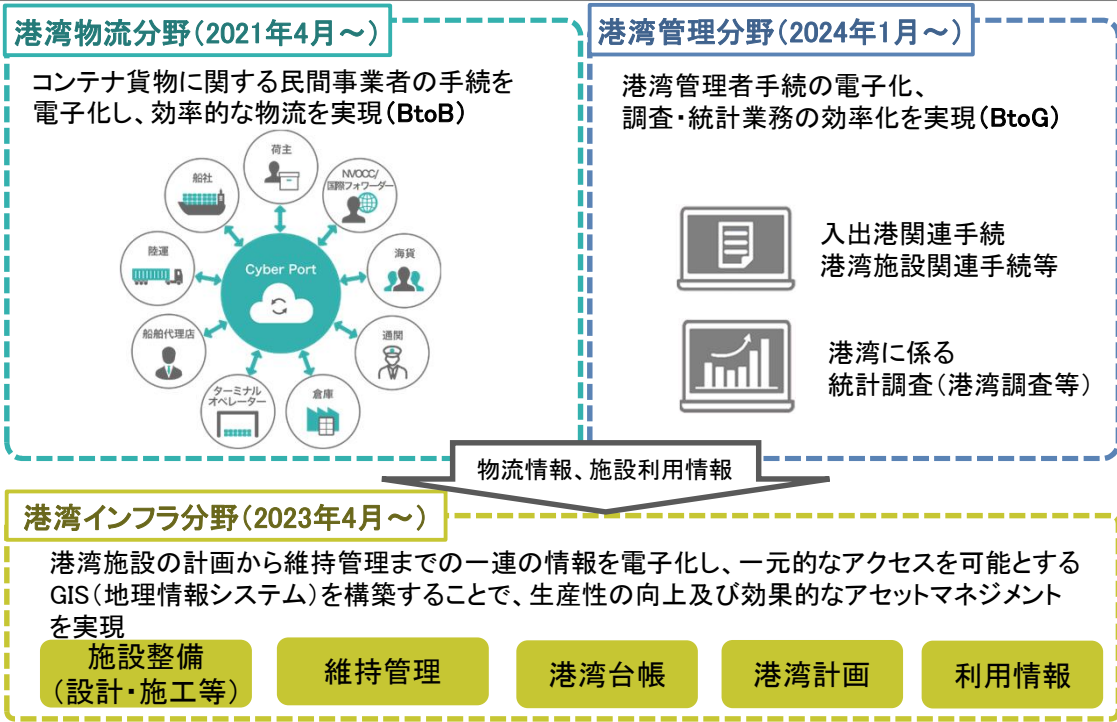 港湾物流分野(2021年4月～)
コンテナ貨物に関する民間事業者の手続を
電子化し、効率的な物流を実現(BtoB)
荷主
NVOCC/
国際フォワーダー
海貨
通関
倉庫
ターミナル
オペレーター
船舶代理店
陸運
船社
Cyber Port
港湾管理分野(2024年1月～)
港湾管理者手続の電子化、
調査・統計業務の効率化を実現(BtoG)
入出港関連手続
港湾施設関連手続等
港湾に係る
統計調査(港湾調査等)
物流情報、施設利用情報
港湾インフラ分野(2023年4月～)
港湾施設の計画から維持管理までの一連の情報を電子化し、一元的なアクセスを可能とする
GIS(地理情報システム)を構築することで、生産性の向上及び効果的なアセットマネジメント
を実現
施設整備
(設計・施工等)
維持管理
港湾台帳
港湾計画
利用情報